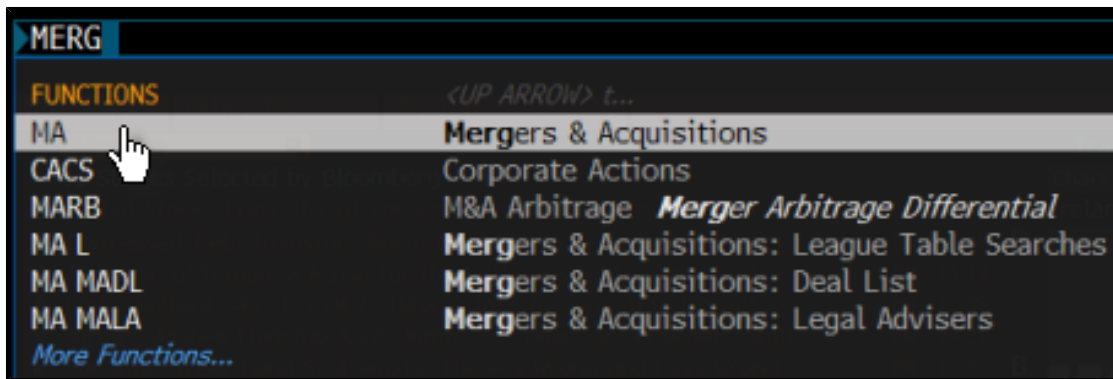 MERG
FUNCTIONS <UP ARROW> t...
MA Mergers & Acquisitions
CACS Corporate Actions
MARB M&A Arbitrage Merger Arbitrage Differential
MA L Mergers & Acquisitions: League Table Searches
MA MADL Mergers & Acquisitions: Deal List
MA MALA Mergers & Acquisitions: Legal Advisers
More Functions...